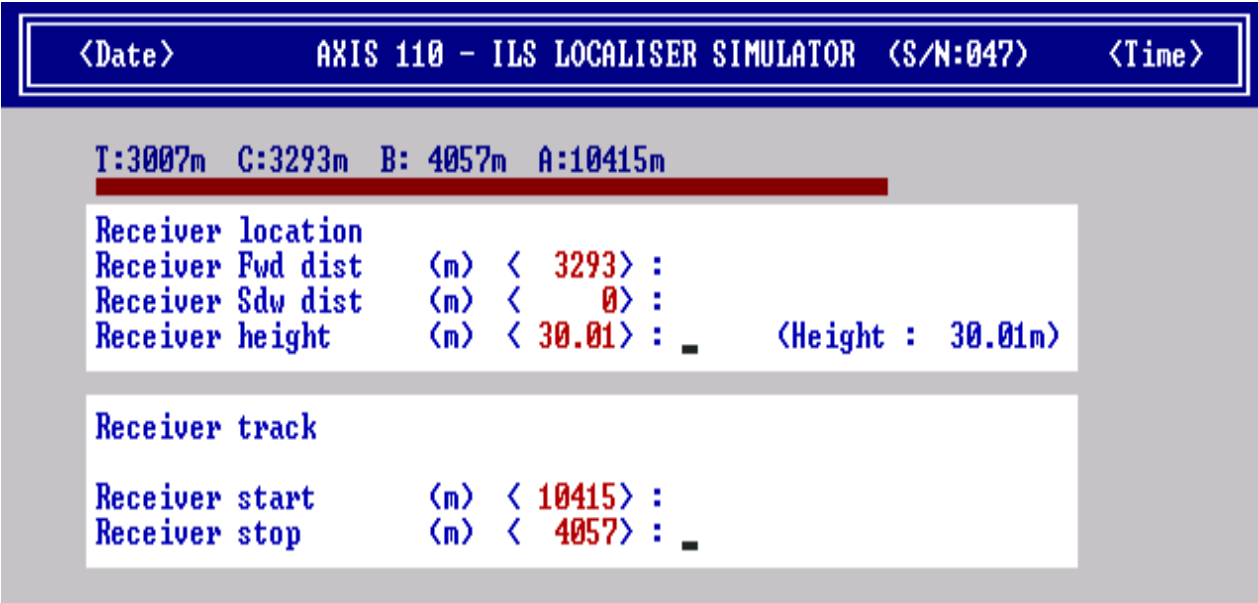 <Date> AXIS 110 - ILS LOCALISER SIMULATOR (S/N:047) <Time>
T:3007m C:3293m B: 4057m A:10415m
Receiver location
Receiver Fwd dist (m) < 3293> :
Receiver Sdw dist (m) < 0> :
Receiver height (m) < 30.01> : _ (Height : 30.01m)
Receiver track
Receiver start (m) < 10415> :
Receiver stop (m) < 4057> : _